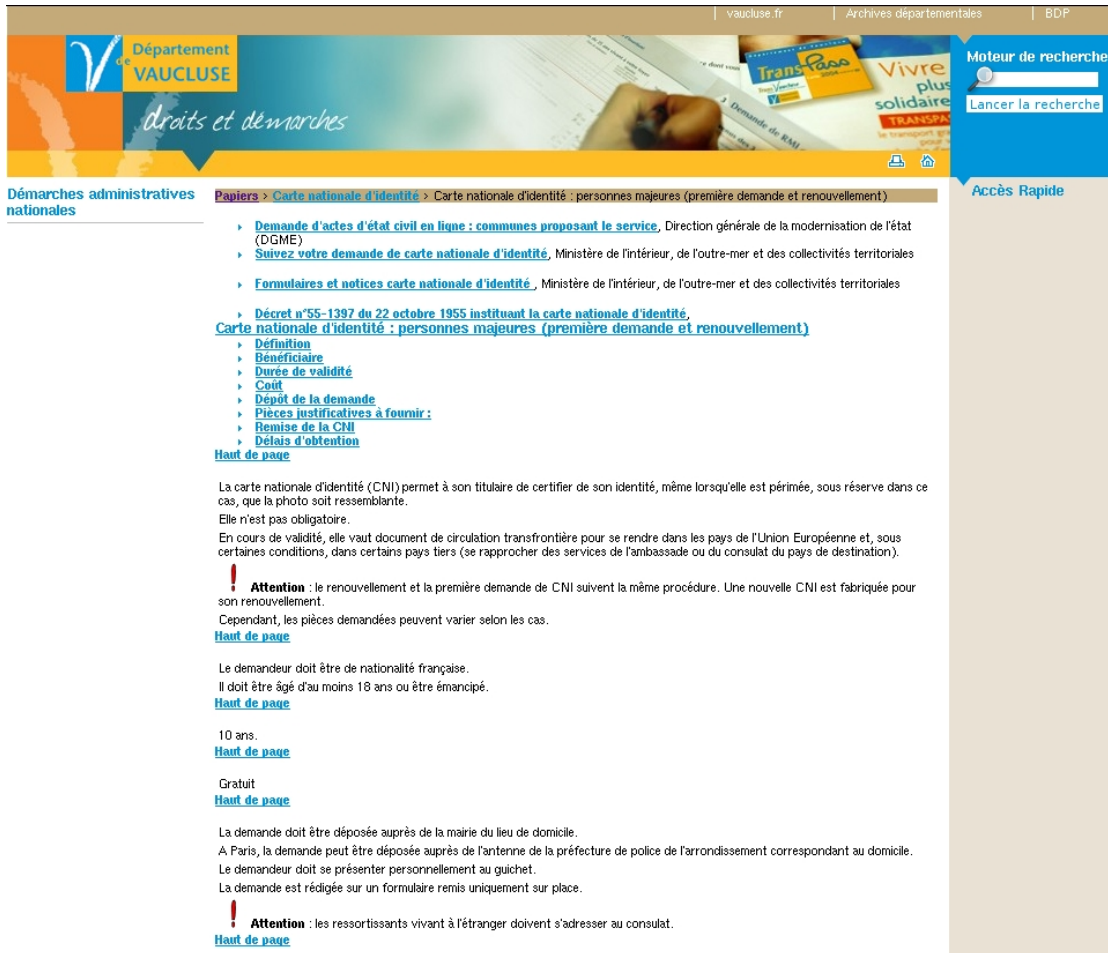 vaucluse.fr
Archives départementales
BDP
Département
de VAUCLUSE
droits et démarches
TransPass
Demande de RMI
Vivre
plus
solidaire
TRANSPA
le transport
Moteur de recherche
Lancer la recherche
Démarches administratives
nationales
Papiers > Carte nationale d'identité > Carte nationale d'identité : personnes majeures (première demande et renouvellement)
Accès Rapide
Demande d'actes d'état civil en ligne : communes proposant le service, Direction générale de la modernisation de l'état
(DGME)
Suivez votre demande de carte nationale d'identité, Ministère de l'intérieur, de l'outre-mer et des collectivités territoriales
Formulaires et notices carte nationale d'identité , Ministère de l'intérieur, de l'outre-mer et des collectivités territoriales
Décret n°55-1397 du 22 octobre 1955 instituant la carte nationale d'identité,
Carte nationale d'identité : personnes majeures (première demande et renouvellement)
Définition
Bénéficiaire
Durée de validité
Coût
Dépôt de la demande
Pièces justificatives à fournir :
Remise de la CNI
Délais d'obtention
Haut de page
La carte nationale d'identité (CNI) permet à son titulaire de certifier de son identité, même lorsqu'elle est périmée, sous réserve dans ce
cas, que la photo soit ressemblante.
Elle n'est pas obligatoire.
En cours de validité, elle vaut document de circulation transfrontière pour se rendre dans les pays de l'Union Européenne et, sous
certaines conditions, dans certains pays tiers (se rapprocher des services de l'ambassade ou du consulat du pays de destination).
Attention : le renouvellement et la première demande de CNI suivent la même procédure. Une nouvelle CNI est fabriquée pour
son renouvellement.
Cependant, les pièces demandées peuvent varier selon les cas.
Haut de page
Le demandeur doit être de nationalité française.
Il doit être âgé d'au moins 18 ans ou être émancipé.
Haut de page
10 ans.
Haut de page
Gratuit
Haut de page
La demande doit être déposée auprès de la mairie du lieu de domicile.
A Paris, la demande peut être déposée auprès de l'antenne de la préfecture de police de l'arrondissement correspondant au domicile.
Le demandeur doit se présenter personnellement au guichet.
La demande est rédigée sur un formulaire remis uniquement sur place.
Attention : les ressortissants vivant à l'étranger doivent s'adresser au consulat.
Haut de page